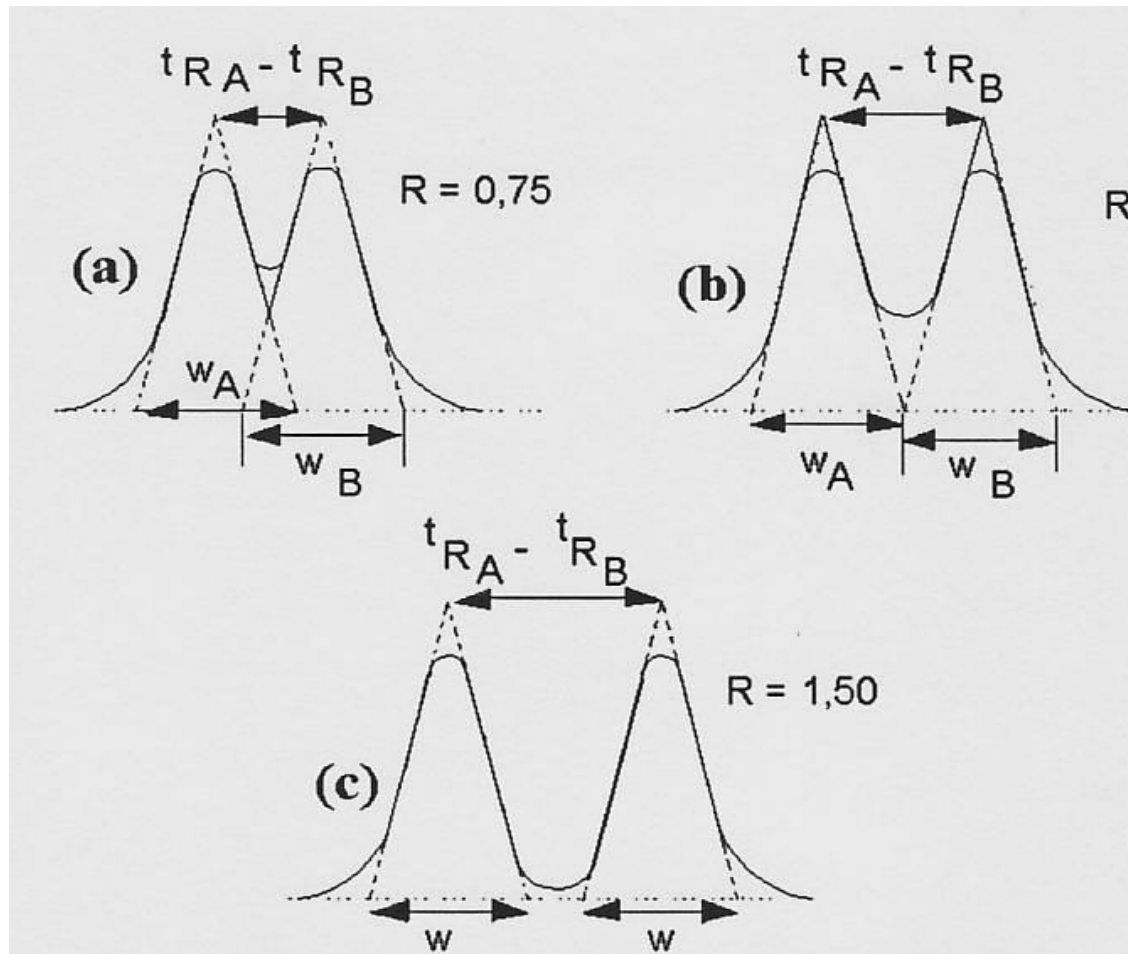 t R A - t R B
R = 0,75
(a)
w A
w B
t R A - t R B
R
(b)
w A
w B
t R A - t R B
R = 1,50
(c)
w
w